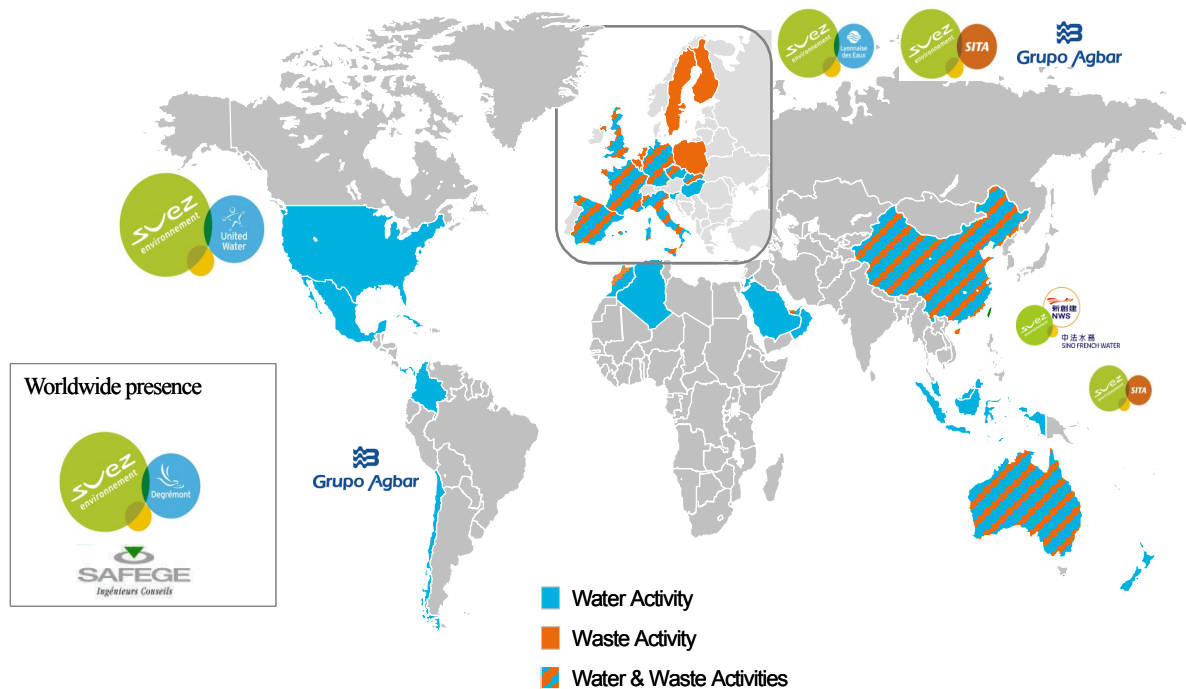 SUEZ
environnement
Lyonnaise
des Eaux
SUEZ
environnement
SITA
Grupo Agbar
SUEZ
environnement
United
Water
新創建
NWS
SUEZ
environnement
中法水務
SINO FRENCH WATER
SUEZ
environnement
SITA
Worldwide presence
SUEZ
environnement
Degrémont
SAFEGE
Ingénieurs Conseils
Grupo Agbar
Water Activity
Waste Activity
Water & Waste Activities